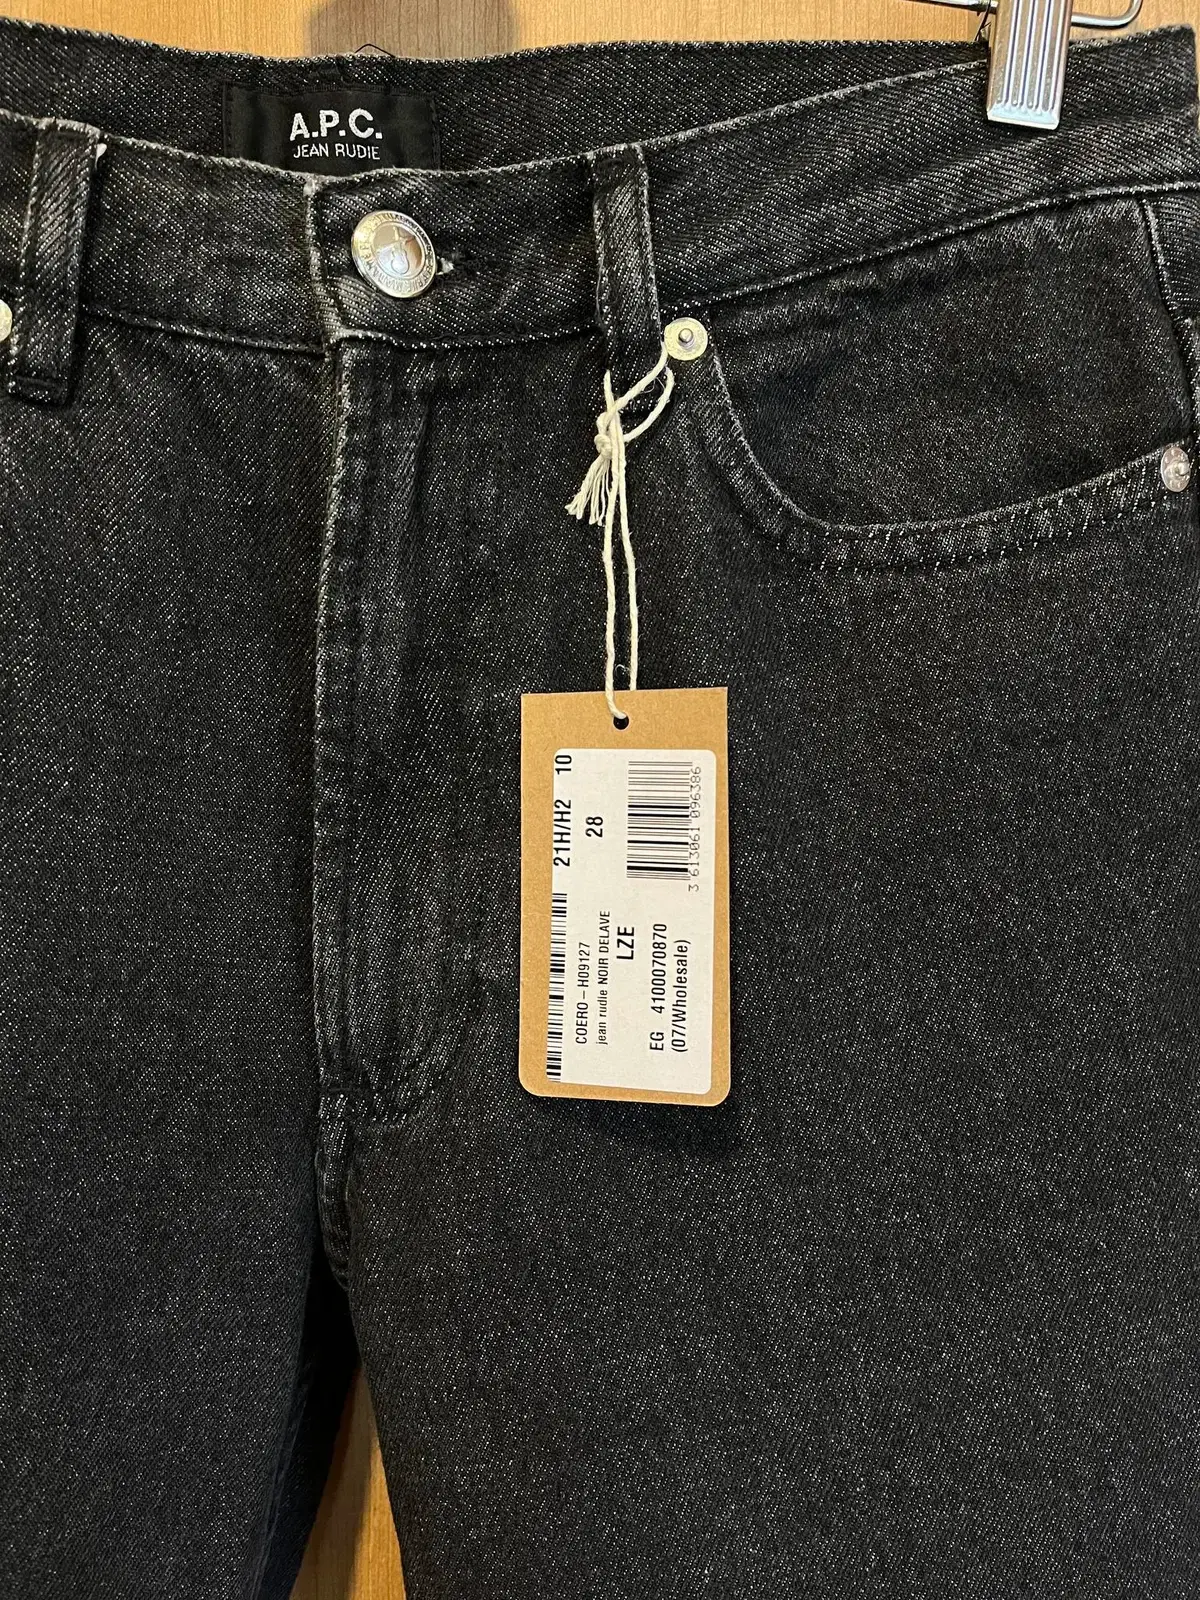 A.P.C.
JEAN RUDIE
21H/H2 10
28
COERO – H09127
jean rudie NOIR DELAVE
LZE
EG 4100070870
(07/Wholesale)
3 613061 096386